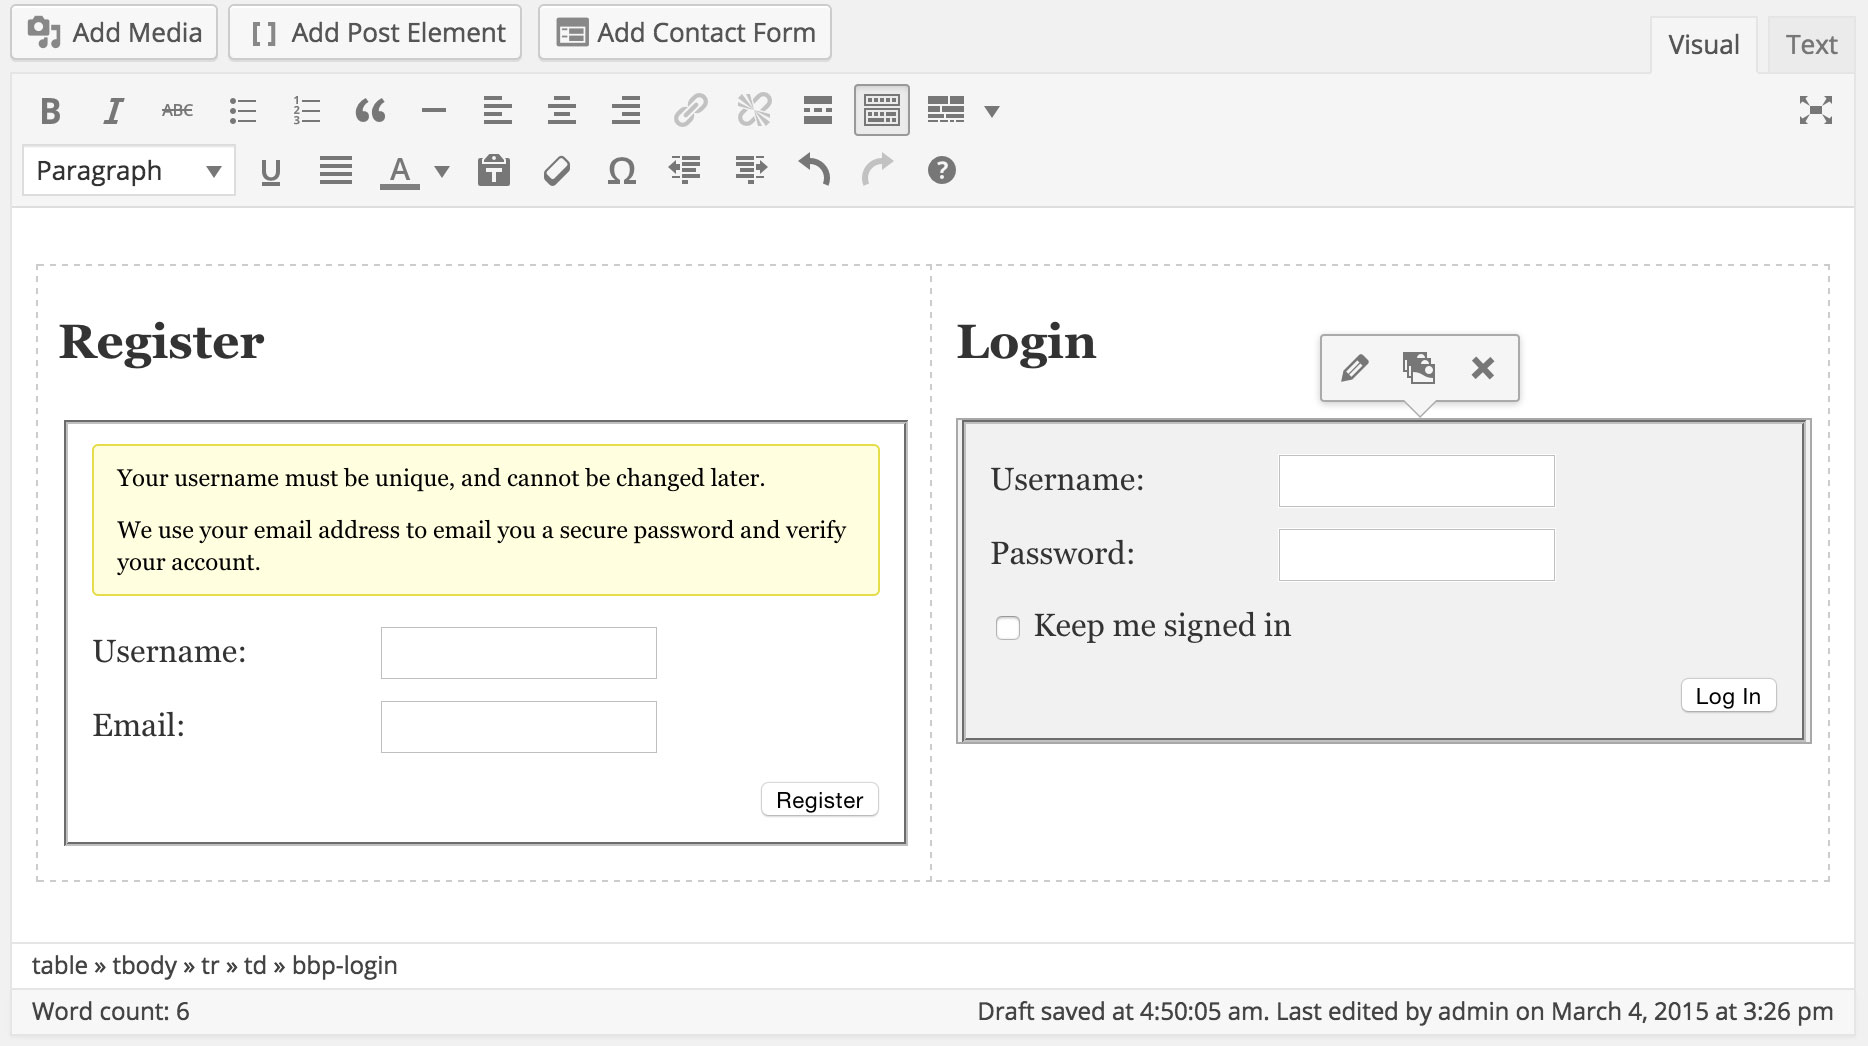 Add Media
[ ] Add Post Element
Add Contact Form
Visual
Text
B I ABC
1
2
3
Paragraph
U
A
T
Ω
?
Register
Login
Your username must be unique, and cannot be changed later.
We use your email address to email you a secure password and verify
your account.
Username:
Email:
Register
Username:
Password:
Keep me signed in
Log In
table » tbody » tr » td » bbp-login
Word count: 6
Draft saved at 4:50:05 am. Last edited by admin on March 4, 2015 at 3:26 pm